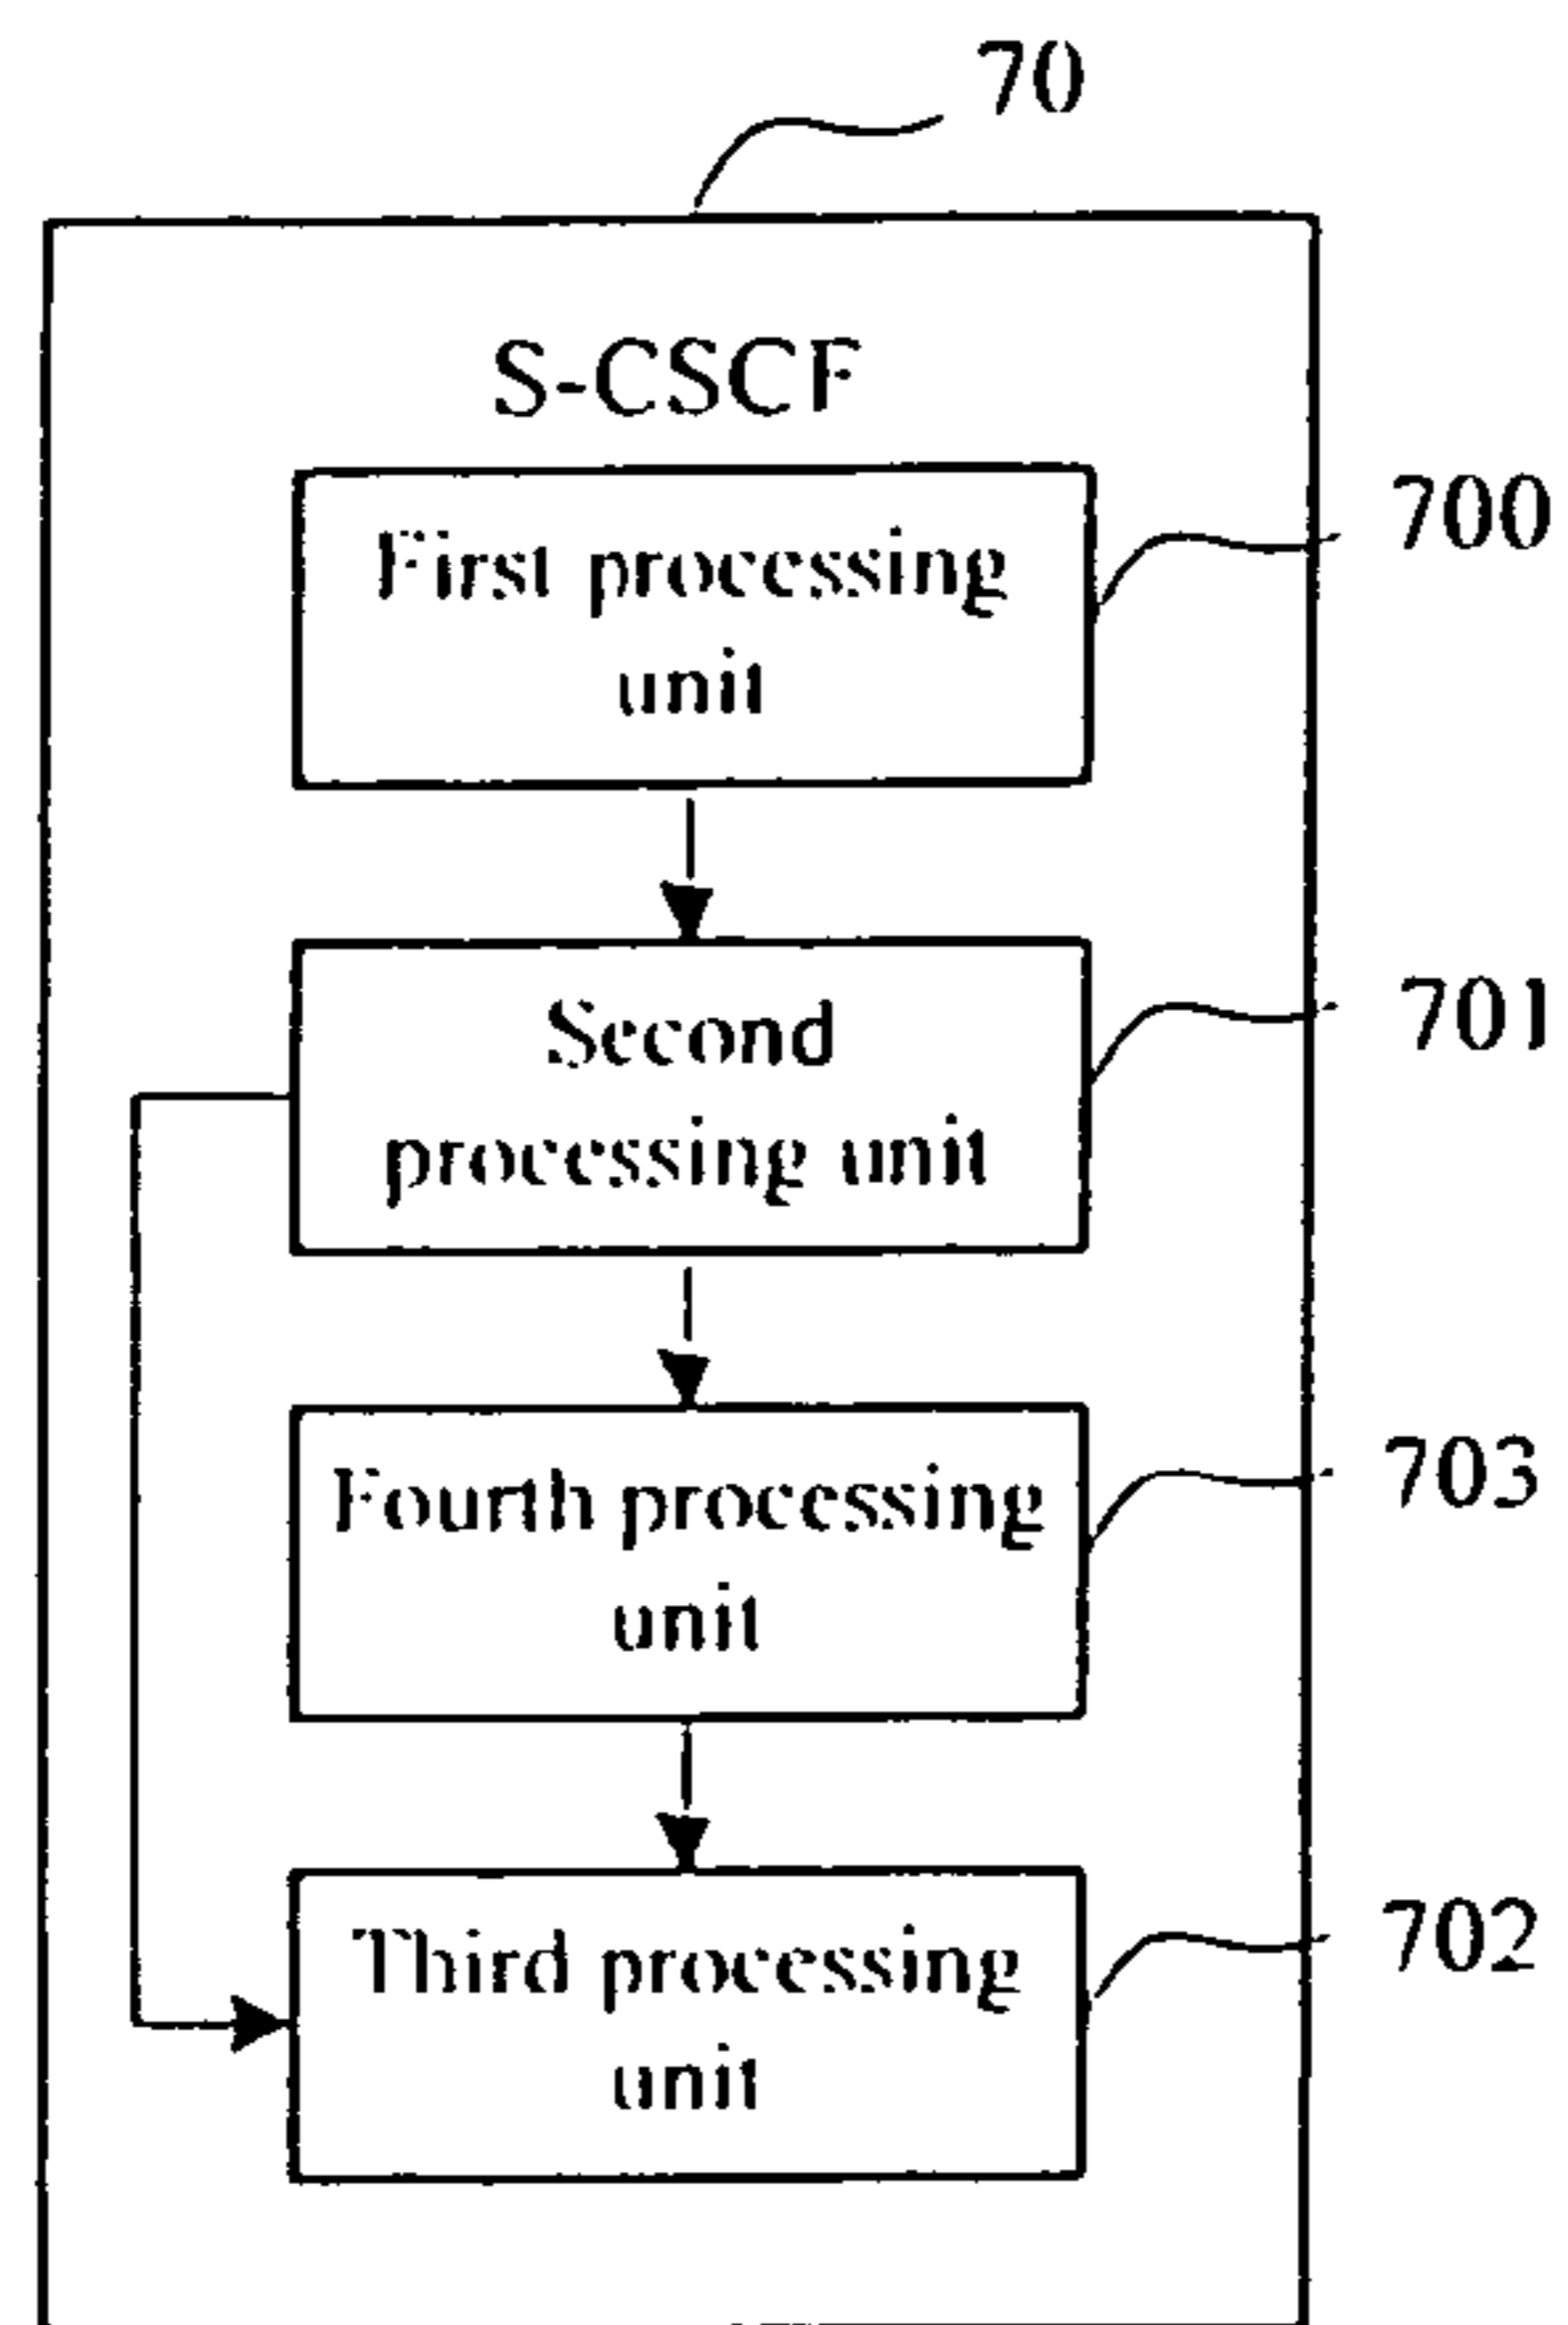 70
S-CSCF
First processing
unit
700
Second
processing unit
701
Fourth processing
unit
703
Third processing
unit
702